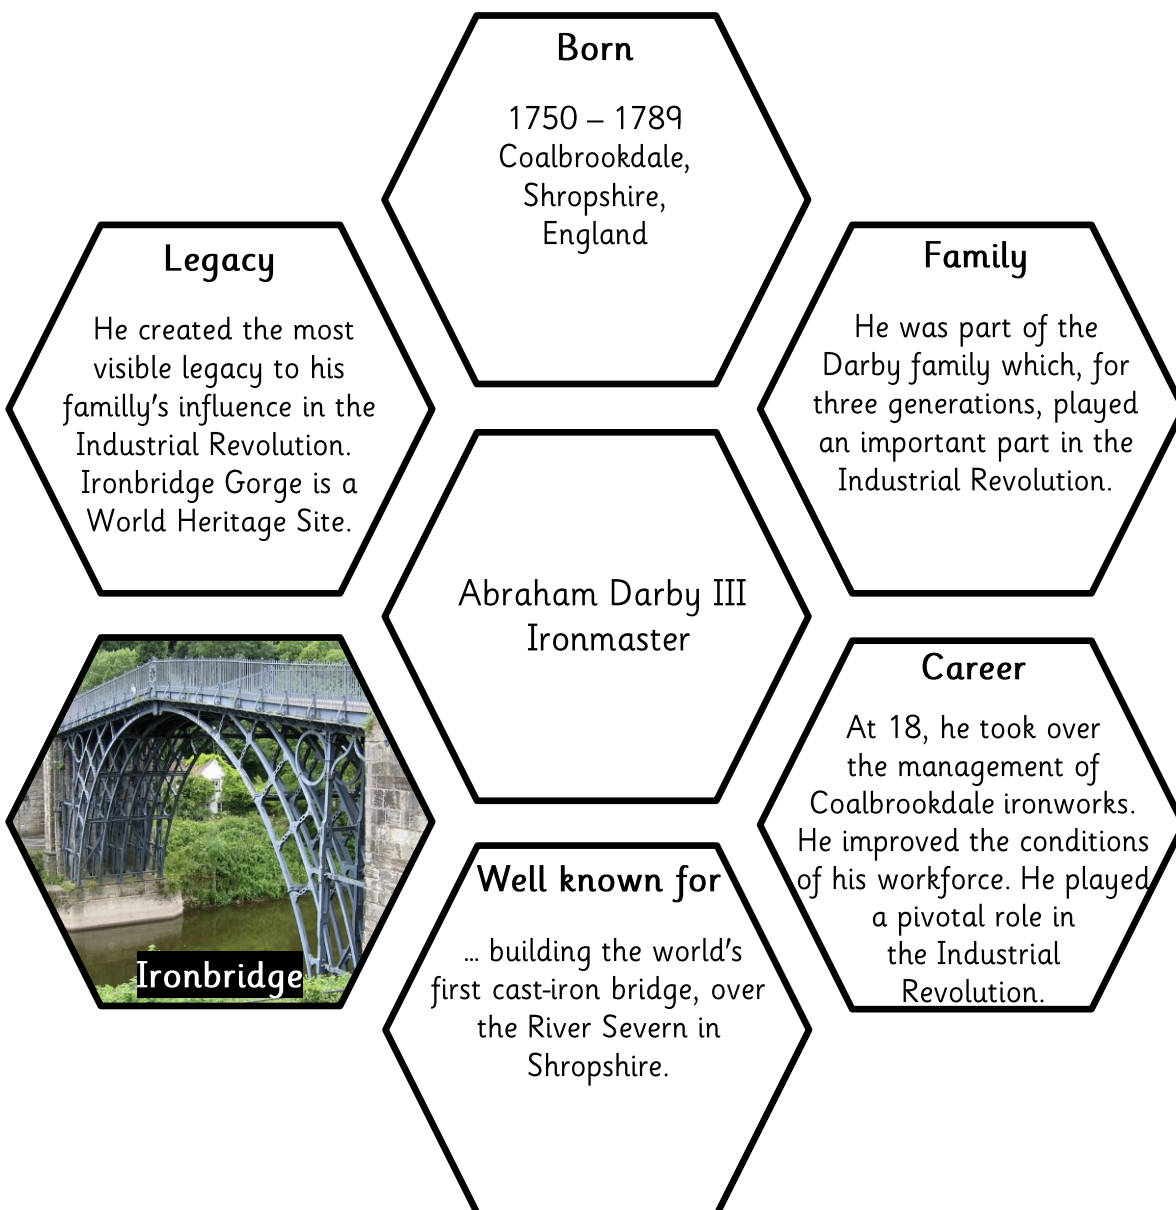 Born
1750 – 1789
Coalbrookdale,
Shropshire,
England
Legacy
He created the most
visible legacy to his
familly's influence in the
Industrial Revolution.
Ironbridge Gorge is a
World Heritage Site.
Family
He was part of the
Darby family which, for
three generations, played
an important part in the
Industrial Revolution.
Abraham Darby III
Ironmaster
Ironbridge
Career
At 18, he took over
the management of
Coalbrookdale ironworks.
He improved the conditions
of his workforce. He played
a pivotal role in
the Industrial
Revolution.
Well known for
... building the world's
first cast-iron bridge, over
the River Severn in
Shropshire.